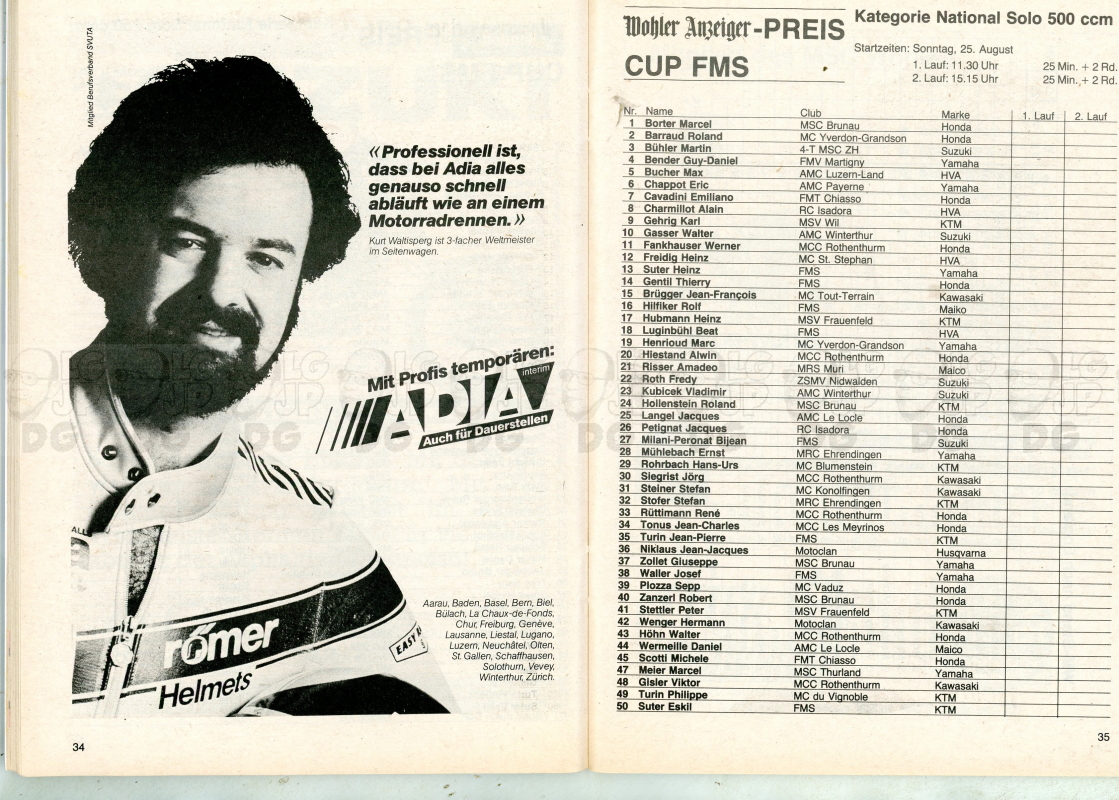 Mitglied Berufsverband SVUTA
«Professionell ist,
dass bei Adia alles
genauso schnell
abläuft wie an einem
Motorradrennen.»
Kurt Waltisperg ist 3-facher Weltmeister
im Seitenwagen.
Mit Profis temporären:
ADIA interim
Auch für Dauerstellen
römer
Helmets
EASY
Aarau, Baden, Basel, Bern, Biel,
Bülach, La Chaux-de-Fonds,
Chur, Freiburg, Genève,
Lausanne, Liestal, Lugano,
Luzern, Neuchâtel, Olten,
St. Gallen, Schaffhausen,
Solothurn, Vevey,
Winterthur, Zürich.
34
Wohler Anzeiger-PREIS
CUP FMS
Kategorie National Solo 500 ccm
Startzeiten: Sonntag, 25. August
1. Lauf: 11.30 Uhr 25 Min. + 2 Rd.
2. Lauf: 15.15 Uhr 25 Min. + 2 Rd.
Nr. Name Club Marke 1. Lauf 2. Lauf
1 Borter Marcel MSC Brunau Honda
2 Barraud Roland MC Yverdon-Grandson Honda
3 Bühler Martin 4-T MSC ZH Suzuki
4 Bender Guy-Daniel FMV Martigny Yamaha
5 Bucher Max AMC Luzern-Land HVA
6 Chappot Eric AMC Payerne Yamaha
7 Cavadini Emiliano FMT Chiasso Honda
8 Charmillot Alain RC Isadora HVA
9 Gehrig Karl MSV Wil KTM
10 Gasser Walter AMC Winterthur Suzuki
11 Fankhauser Werner MCC Rothenthurm Honda
12 Freidig Heinz MC St. Stephan HVA
13 Suter Heinz FMS Yamaha
14 Gentil Thierry FMS Honda
15 Brügger Jean-François MC Tout-Terrain Kawasaki
16 Hilfiker Rolf FMS Maiko
17 Hubmann Heinz MSV Frauenfeld KTM
18 Luginbühl Beat FMS HVA
19 Henrioud Marc MC Yverdon-Grandson Yamaha
20 Hiestand Alwin MCC Rothenthurm Honda
21 Risser Amadeo MRS Muri Maico
22 Roth Fredy ZSMV Nidwalden Suzuki
23 Kubicek Vladimir AMC Winterthur Suzuki
24 Hollenstein Roland MSC Brunau KTM
25 Langel Jacques AMC Le Locle Honda
26 Petignat Jacques RC Isadora Honda
27 Milani-Peronat Bijean FMS Suzuki
28 Mühlebach Ernst MRC Ehrendingen Yamaha
29 Rohrbach Hans-Urs MC Blumenstein KTM
30 Siegrist Jörg MCC Rothenthurm Kawasaki
31 Steiner Stefan MC Konolfingen Kawasaki
32 Stofer Stefan MRC Ehrendingen KTM
33 Rüttimann René MCC Rothenthurm Honda
34 Tonus Jean-Charles MCC Les Meyrinos Honda
35 Turin Jean-Pierre FMS KTM
36 Niklaus Jean-Jacques Motoclan Husqvarna
37 Zollet Giuseppe MSC Brunau Yamaha
38 Waller Josef FMS Yamaha
39 Plozza Sepp MC Vaduz Honda
40 Zanzerl Robert MSC Brunau Honda
41 Stettler Peter MSV Frauenfeld KTM
42 Wenger Hermann Motoclan Kawasaki
43 Höhn Walter MCC Rothenthurm Honda
44 Wermeille Daniel AMC Le Locle Maico
45 Scotti Michele FMT Chiasso Honda
47 Meier Marcel MSC Thurland Yamaha
48 Gisler Viktor MCC Rothenthurm Kawasaki
49 Turin Philippe MC du Vignoble KTM
50 Suter Eskil FMS KTM
35